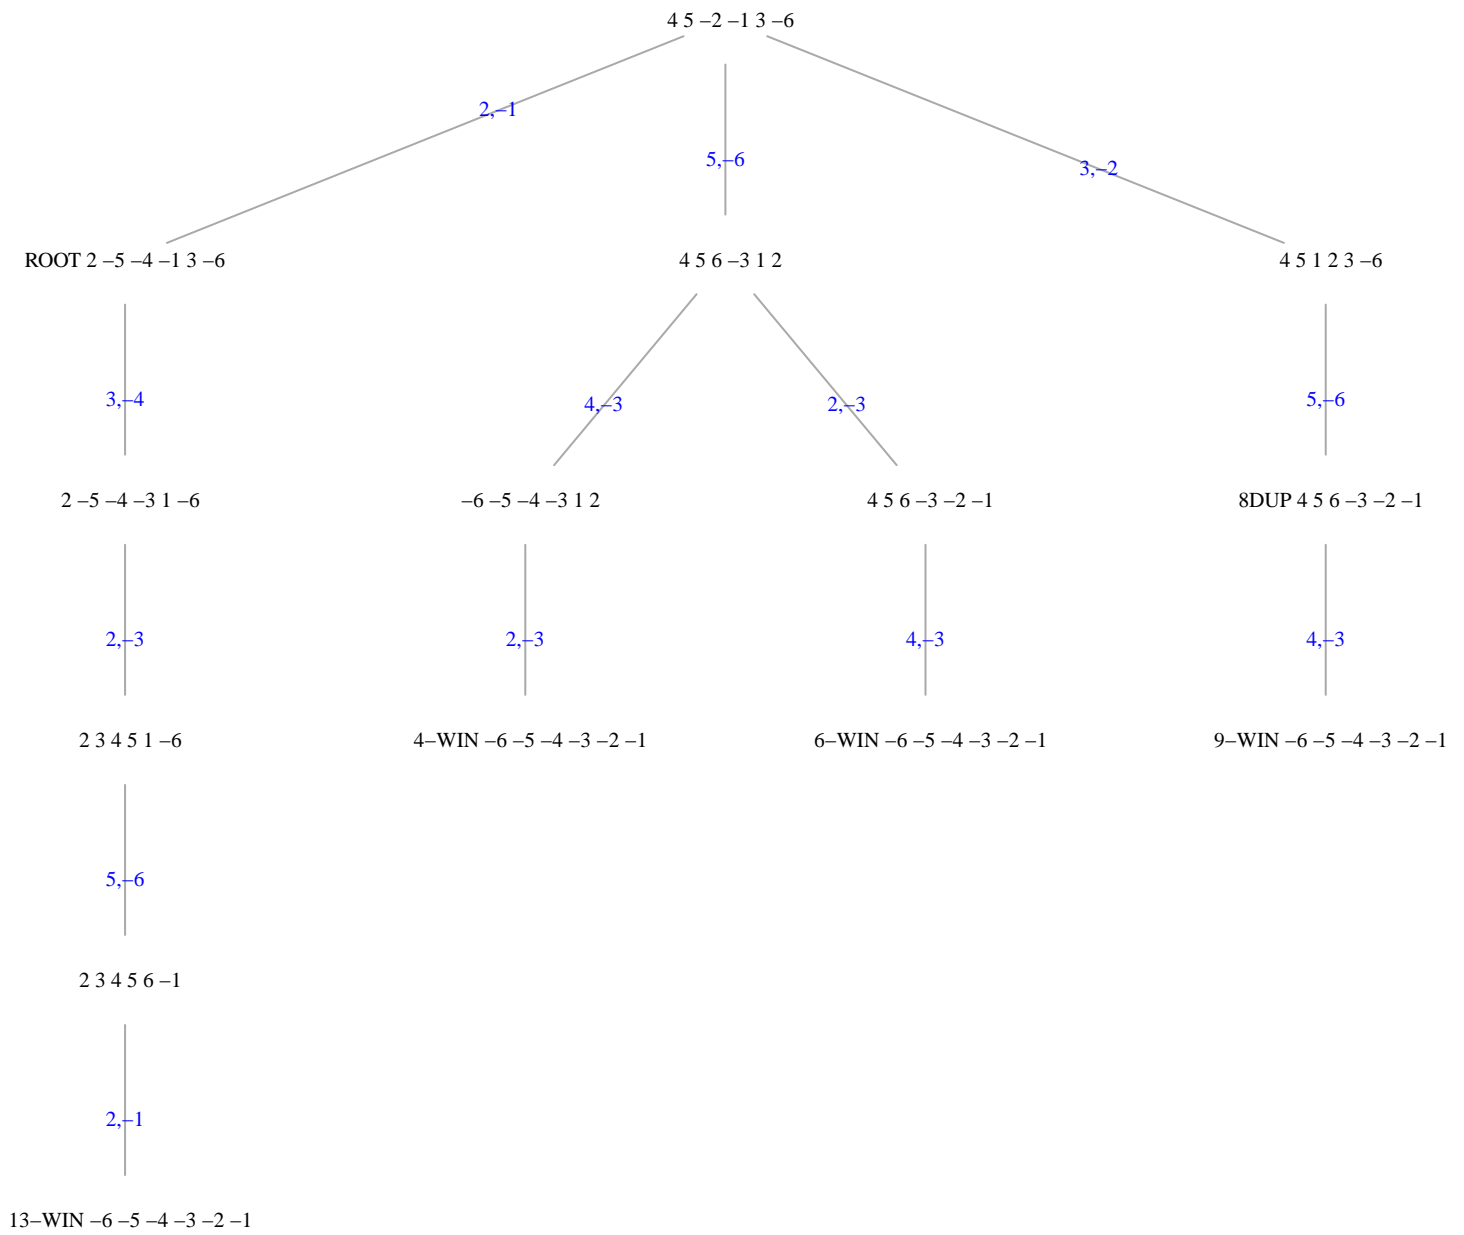 4 5 –2 –1 3 –6
2,–1
5,–6
3,–2
ROOT 2 –5 –4 –1 3 –6
4 5 6 –3 1 2
4 5 1 2 3 –6
3,–4
4,–3
2,–3
5,–6
2 –5 –4 –3 1 –6
–6 –5 –4 –3 1 2
4 5 6 –3 –2 –1
8DUP 4 5 6 –3 –2 –1
2,–3
2,–3
4,–3
4,–3
2 3 4 5 1 –6
4–WIN –6 –5 –4 –3 –2 –1
6–WIN –6 –5 –4 –3 –2 –1
9–WIN –6 –5 –4 –3 –2 –1
5,–6
2 3 4 5 6 –1
2,–1
13–WIN –6 –5 –4 –3 –2 –1